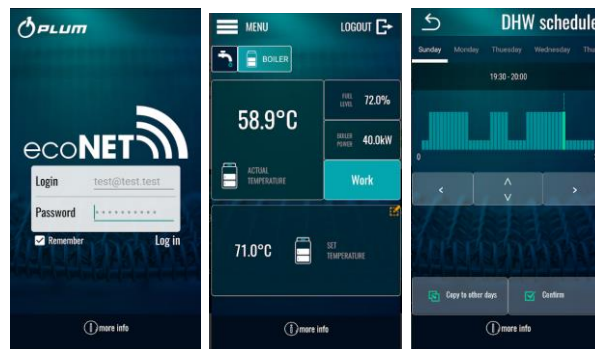 PLUM
ecoNET
Login test@test.test
Password ••••••••••
Remember Log in
more info
MENU LOGOUT
BOILER
58.9°C
ACTUAL
TEMPERATURE
FUEL
LEVEL 72.0%
BOILER
POWER 40.0kW
Work
71.0°C
SET
TEMPERATURE
more info
DHW schedule
Sunday Monday Thuesday Wednesday Thu
19:30 - 20:00
0
Copy to other days
Confirm
more info